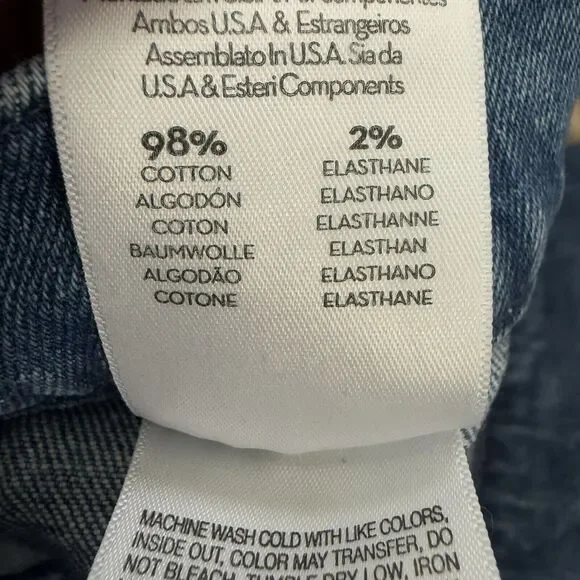 Componentes
Ambos U.S.A & Estrangeiros
Assemblato In U.S.A. Sia da
U.S.A & Esteri Components
98% 2%
COTTON ELASTHANE
ALGODÓN ELASTHANO
COTON ELASTHANNE
BAUMWOLLE ELASTHAN
ALGODÃO ELASTHANO
COTONE ELASTHANE
MACHINE WASH COLD WITH LIKE COLORS,
INSIDE OUT, COLOR MAY TRANSFER, DO
NOT BLEACH, TUMBLE DRY LOW, IRON